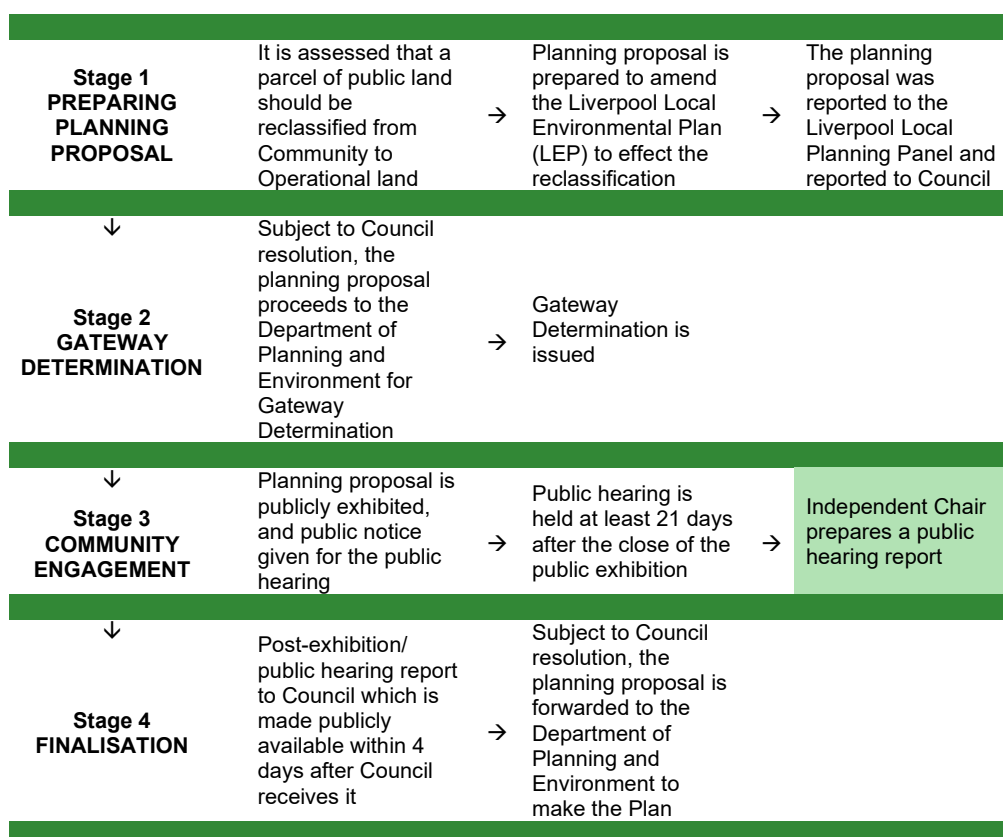 Stage 1
PREPARING
PLANNING
PROPOSAL
It is assessed that a
parcel of public land
should be
reclassified from
Community to
Operational land
→
Planning proposal is
prepared to amend
the Liverpool Local
Environmental Plan
(LEP) to effect the
reclassification
→
The planning
proposal was
reported to the
Liverpool Local
Planning Panel and
reported to Council
↓
Stage 2
GATEWAY
DETERMINATION
Subject to Council
resolution, the
planning proposal
proceeds to the
Department of
Planning and
Environment for
Gateway
Determination
→
Gateway
Determination is
issued
↓
Stage 3
COMMUNITY
ENGAGEMENT
Planning proposal is
publicly exhibited,
and public notice
given for the public
hearing
→
Public hearing is
held at least 21 days
after the close of the
public exhibition
→
Independent Chair
prepares a public
hearing report
↓
Stage 4
FINALISATION
Post-exhibition/
public hearing report
to Council which is
made publicly
available within 4
days after Council
receives it
→
Subject to Council
resolution, the
planning proposal is
forwarded to the
Department of
Planning and
Environment to
make the Plan